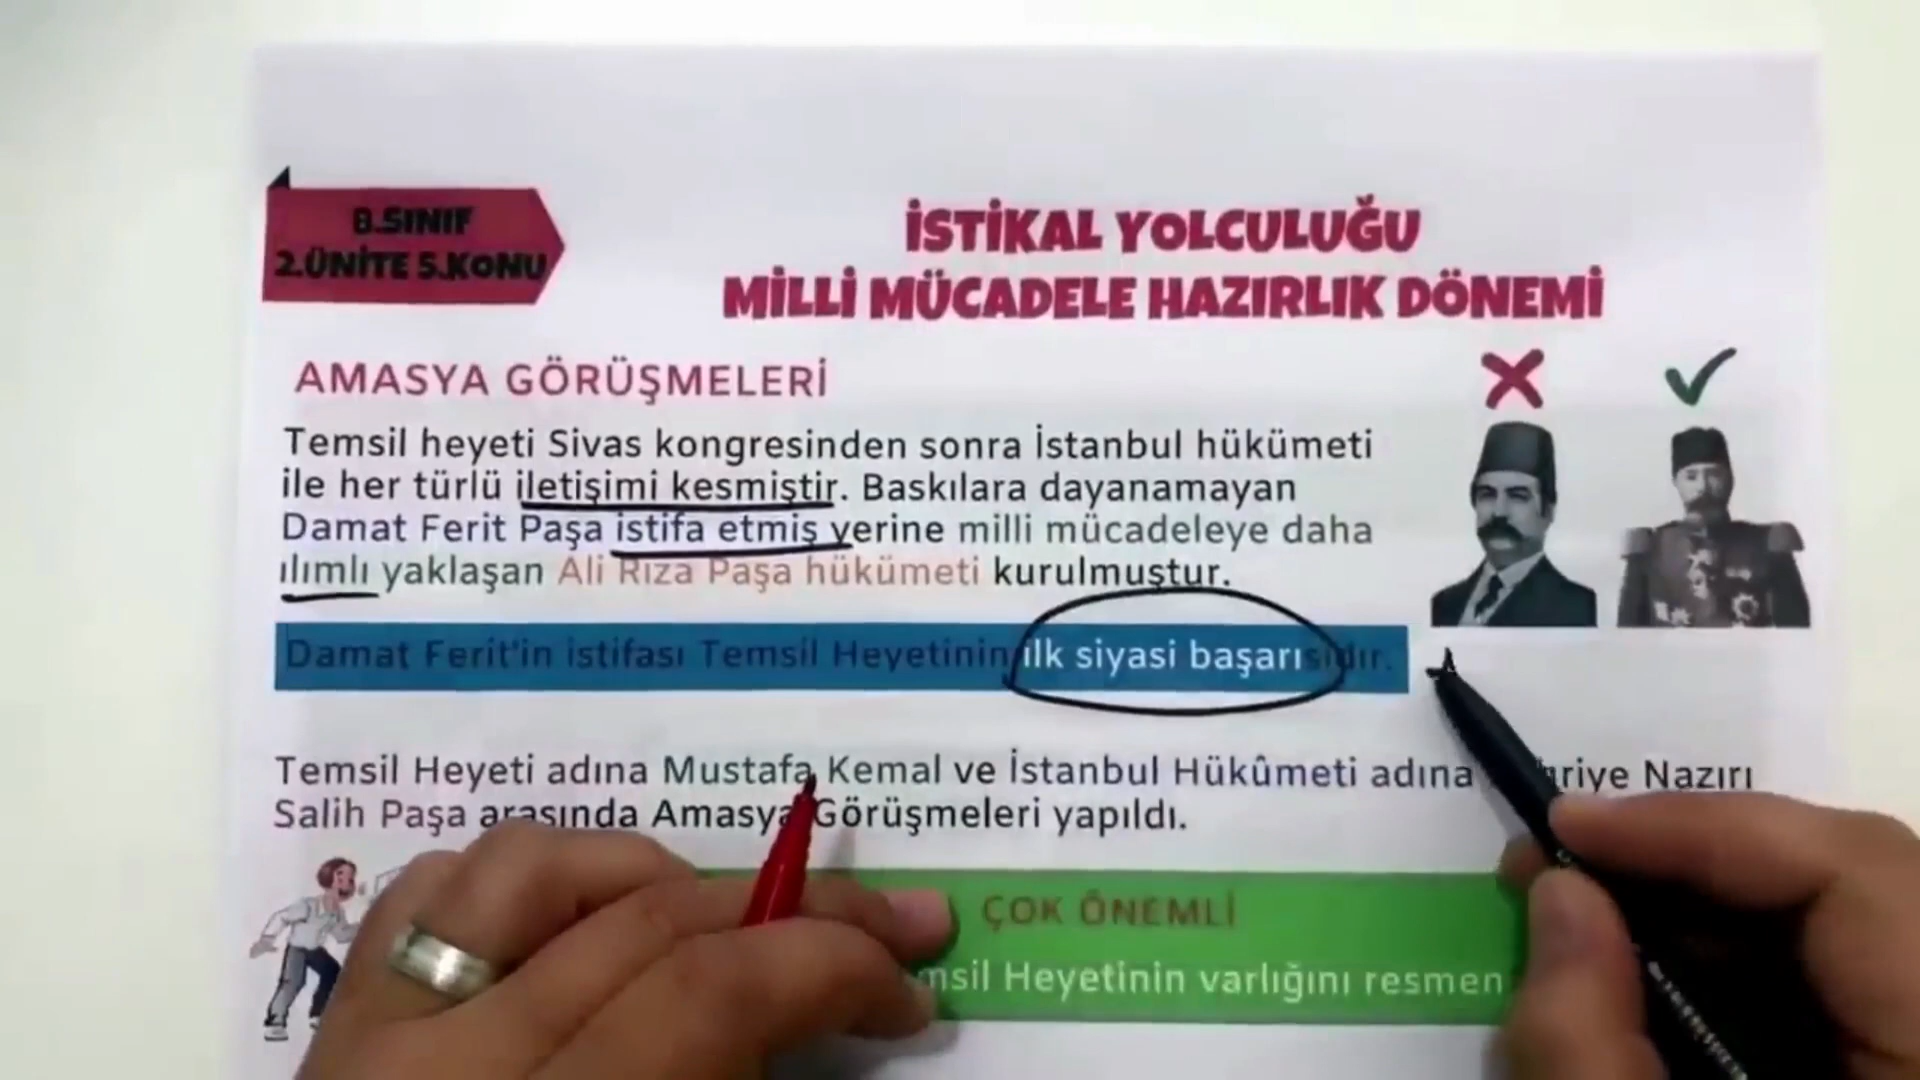 8.SINIF
2.ÜNİTE 5.KONU
İSTİKAL YOLCULUĞU
MİLLİ MÜCADELE HAZIRLIK DÖNEMİ
AMASYA GÖRÜŞMELERİ
Temsil heyeti Sivas kongresinden sonra İstanbul hükümeti
ile her türlü iletişimi kesmiştir. Baskılara dayanamayan
Damat Ferit Paşa istifa etmiş yerine milli mücadeleye daha
ılımlı yaklaşan Ali Rıza Paşa hükümeti kurulmuştur.
Damat Ferit'in istifası Temsil Heyetinin ilk siyasi başarısıdır.
Temsil Heyeti adına Mustafa Kemal ve İstanbul Hükûmeti adına Nazırı
Salih Paşa arasında Amasya Görüşmeleri yapıldı.
ÇOK ÖNEMLİ
Heyetinin varlığını resmen